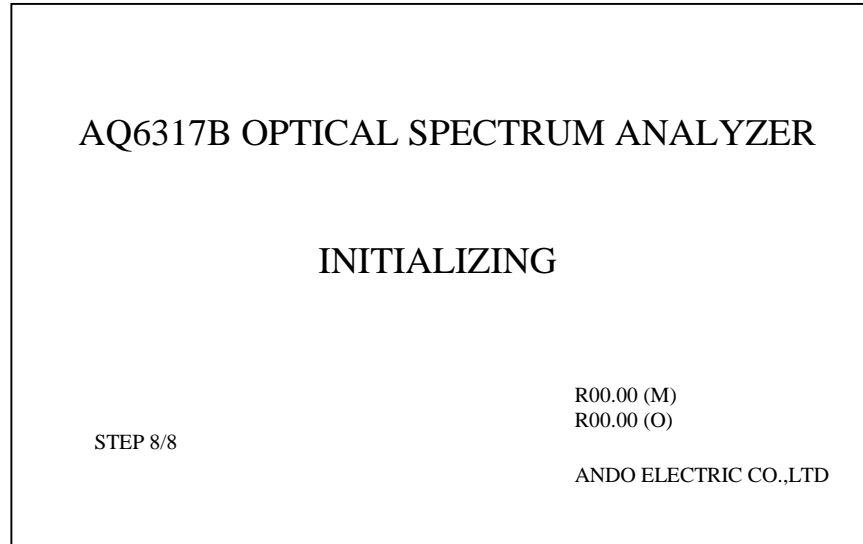 AQ6317B OPTICAL SPECTRUM ANALYZER
INITIALIZING
R00.00 (M)
R00.00 (O)
STEP 8/8
ANDO ELECTRIC CO.,LTD